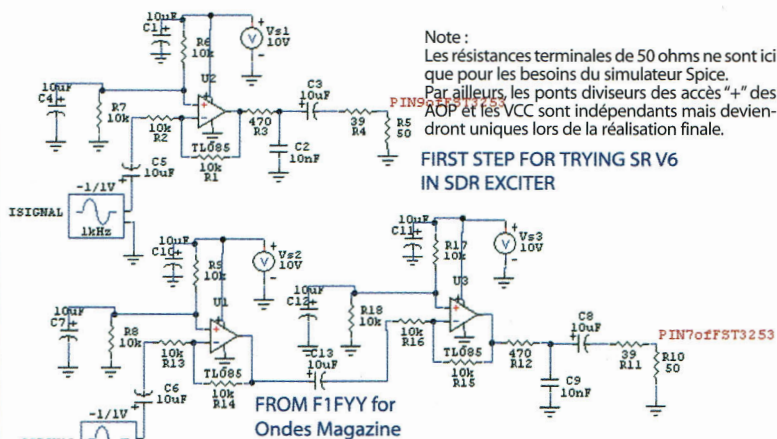 Note :
Les résistances terminales de 50 ohms ne sont ici
que pour les besoins du simulateur Spice.
Par ailleurs, les ponts diviseurs des accès "+" des
AOP et les VCC sont indépendants mais devien-
dront uniques lors de la réalisation finale.
FIRST STEP FOR TRYING SR V6
IN SDR EXCITER
10uF
C1
R6
10k
Vs1
10V
U2
10uF
C4
R7
10k
10k
R2
TL085
10k
R1
470
R3
C3
10uF
C2
10nF
39
R4
PIN9ofFST3253
R5
50
C5
10uF
-1/1V
ISIGNAL
1kHz
10uF
C10
R9
10k
Vs2
10V
U1
10uF
C7
R8
10k
10k
R13
TL085
10k
R14
C6
10uF
-1/1V
C13
10uF
10uF
C11
R17
10k
Vs3
10V
U3
10uF
C12
R18
10k
10k
R16
TL085
10k
R15
470
R12
C8
10uF
C9
10nF
39
R11
R10
50
PIN7ofFST3253
FROM F1FYY for
Ondes Magazine